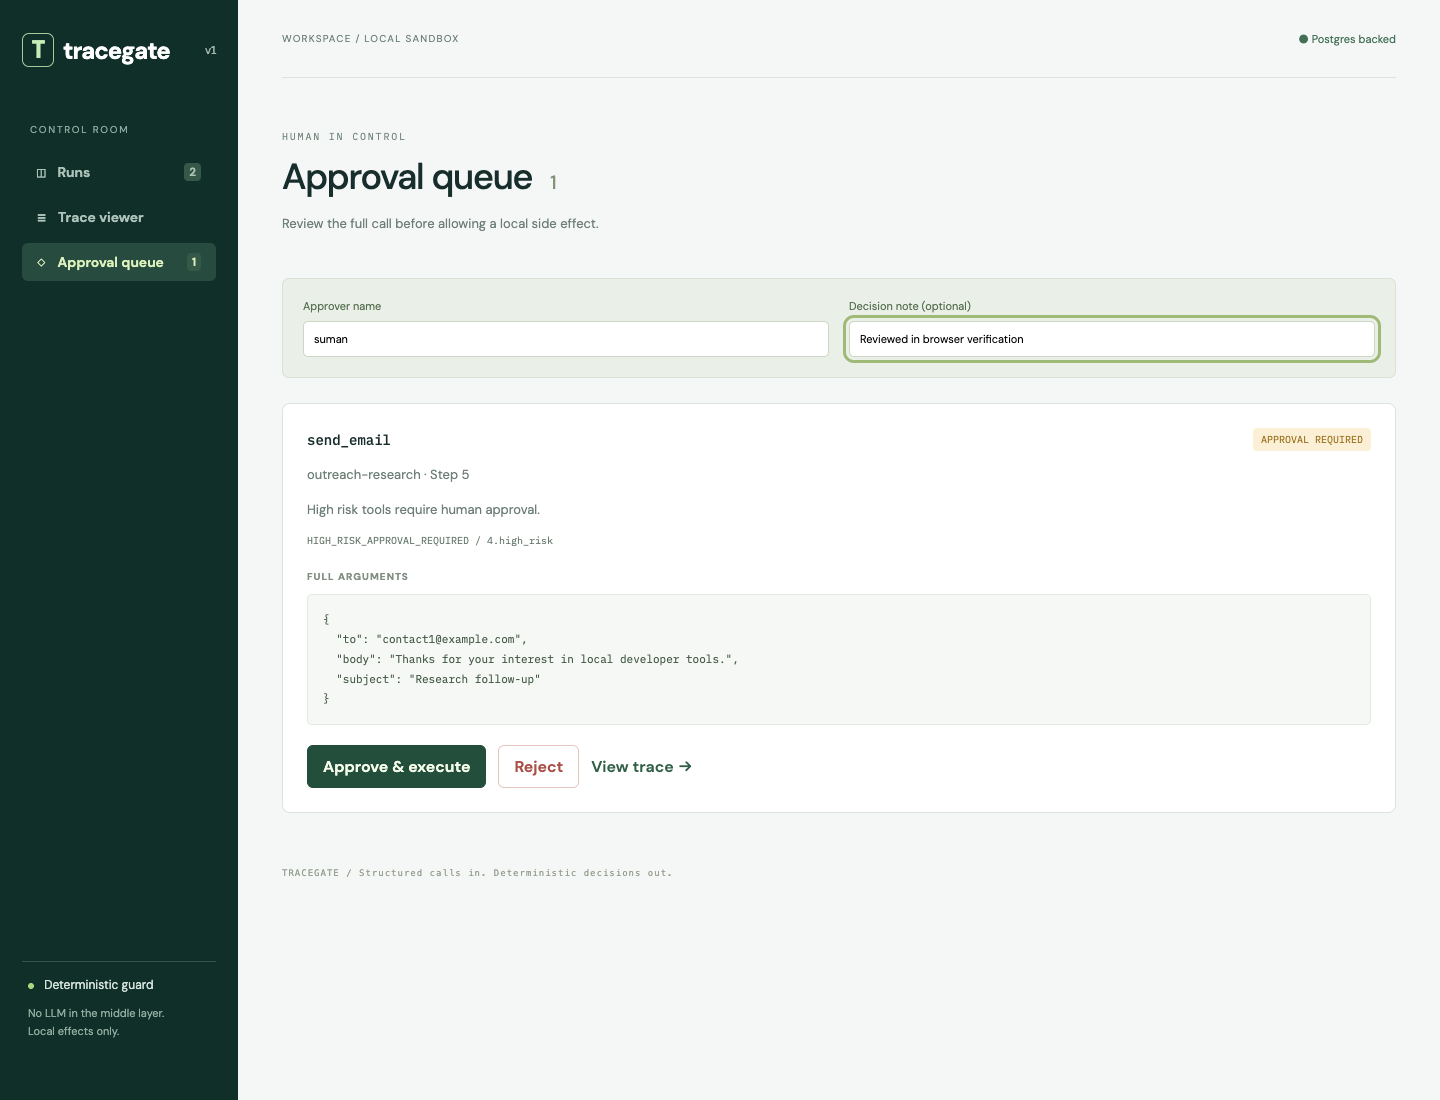 T tracegate v1
CONTROL ROOM
Runs 2
Trace viewer
Approval queue 1
Deterministic guard
No LLM in the middle layer.
Local effects only.
WORKSPACE / LOCAL SANDBOX
Postgres backed
HUMAN IN CONTROL
Approval queue 1
Review the full call before allowing a local side effect.
Approver name
suman
Decision note (optional)
Reviewed in browser verification
send_email
APPROVAL REQUIRED
outreach-research · Step 5
High risk tools require human approval.
HIGH_RISK_APPROVAL_REQUIRED / 4.high_risk
FULL ARGUMENTS
{
"to": "contact1@example.com",
"body": "Thanks for your interest in local developer tools.",
"subject": "Research follow-up"
}
Approve & execute Reject View trace →
TRACEGATE / Structured calls in. Deterministic decisions out.